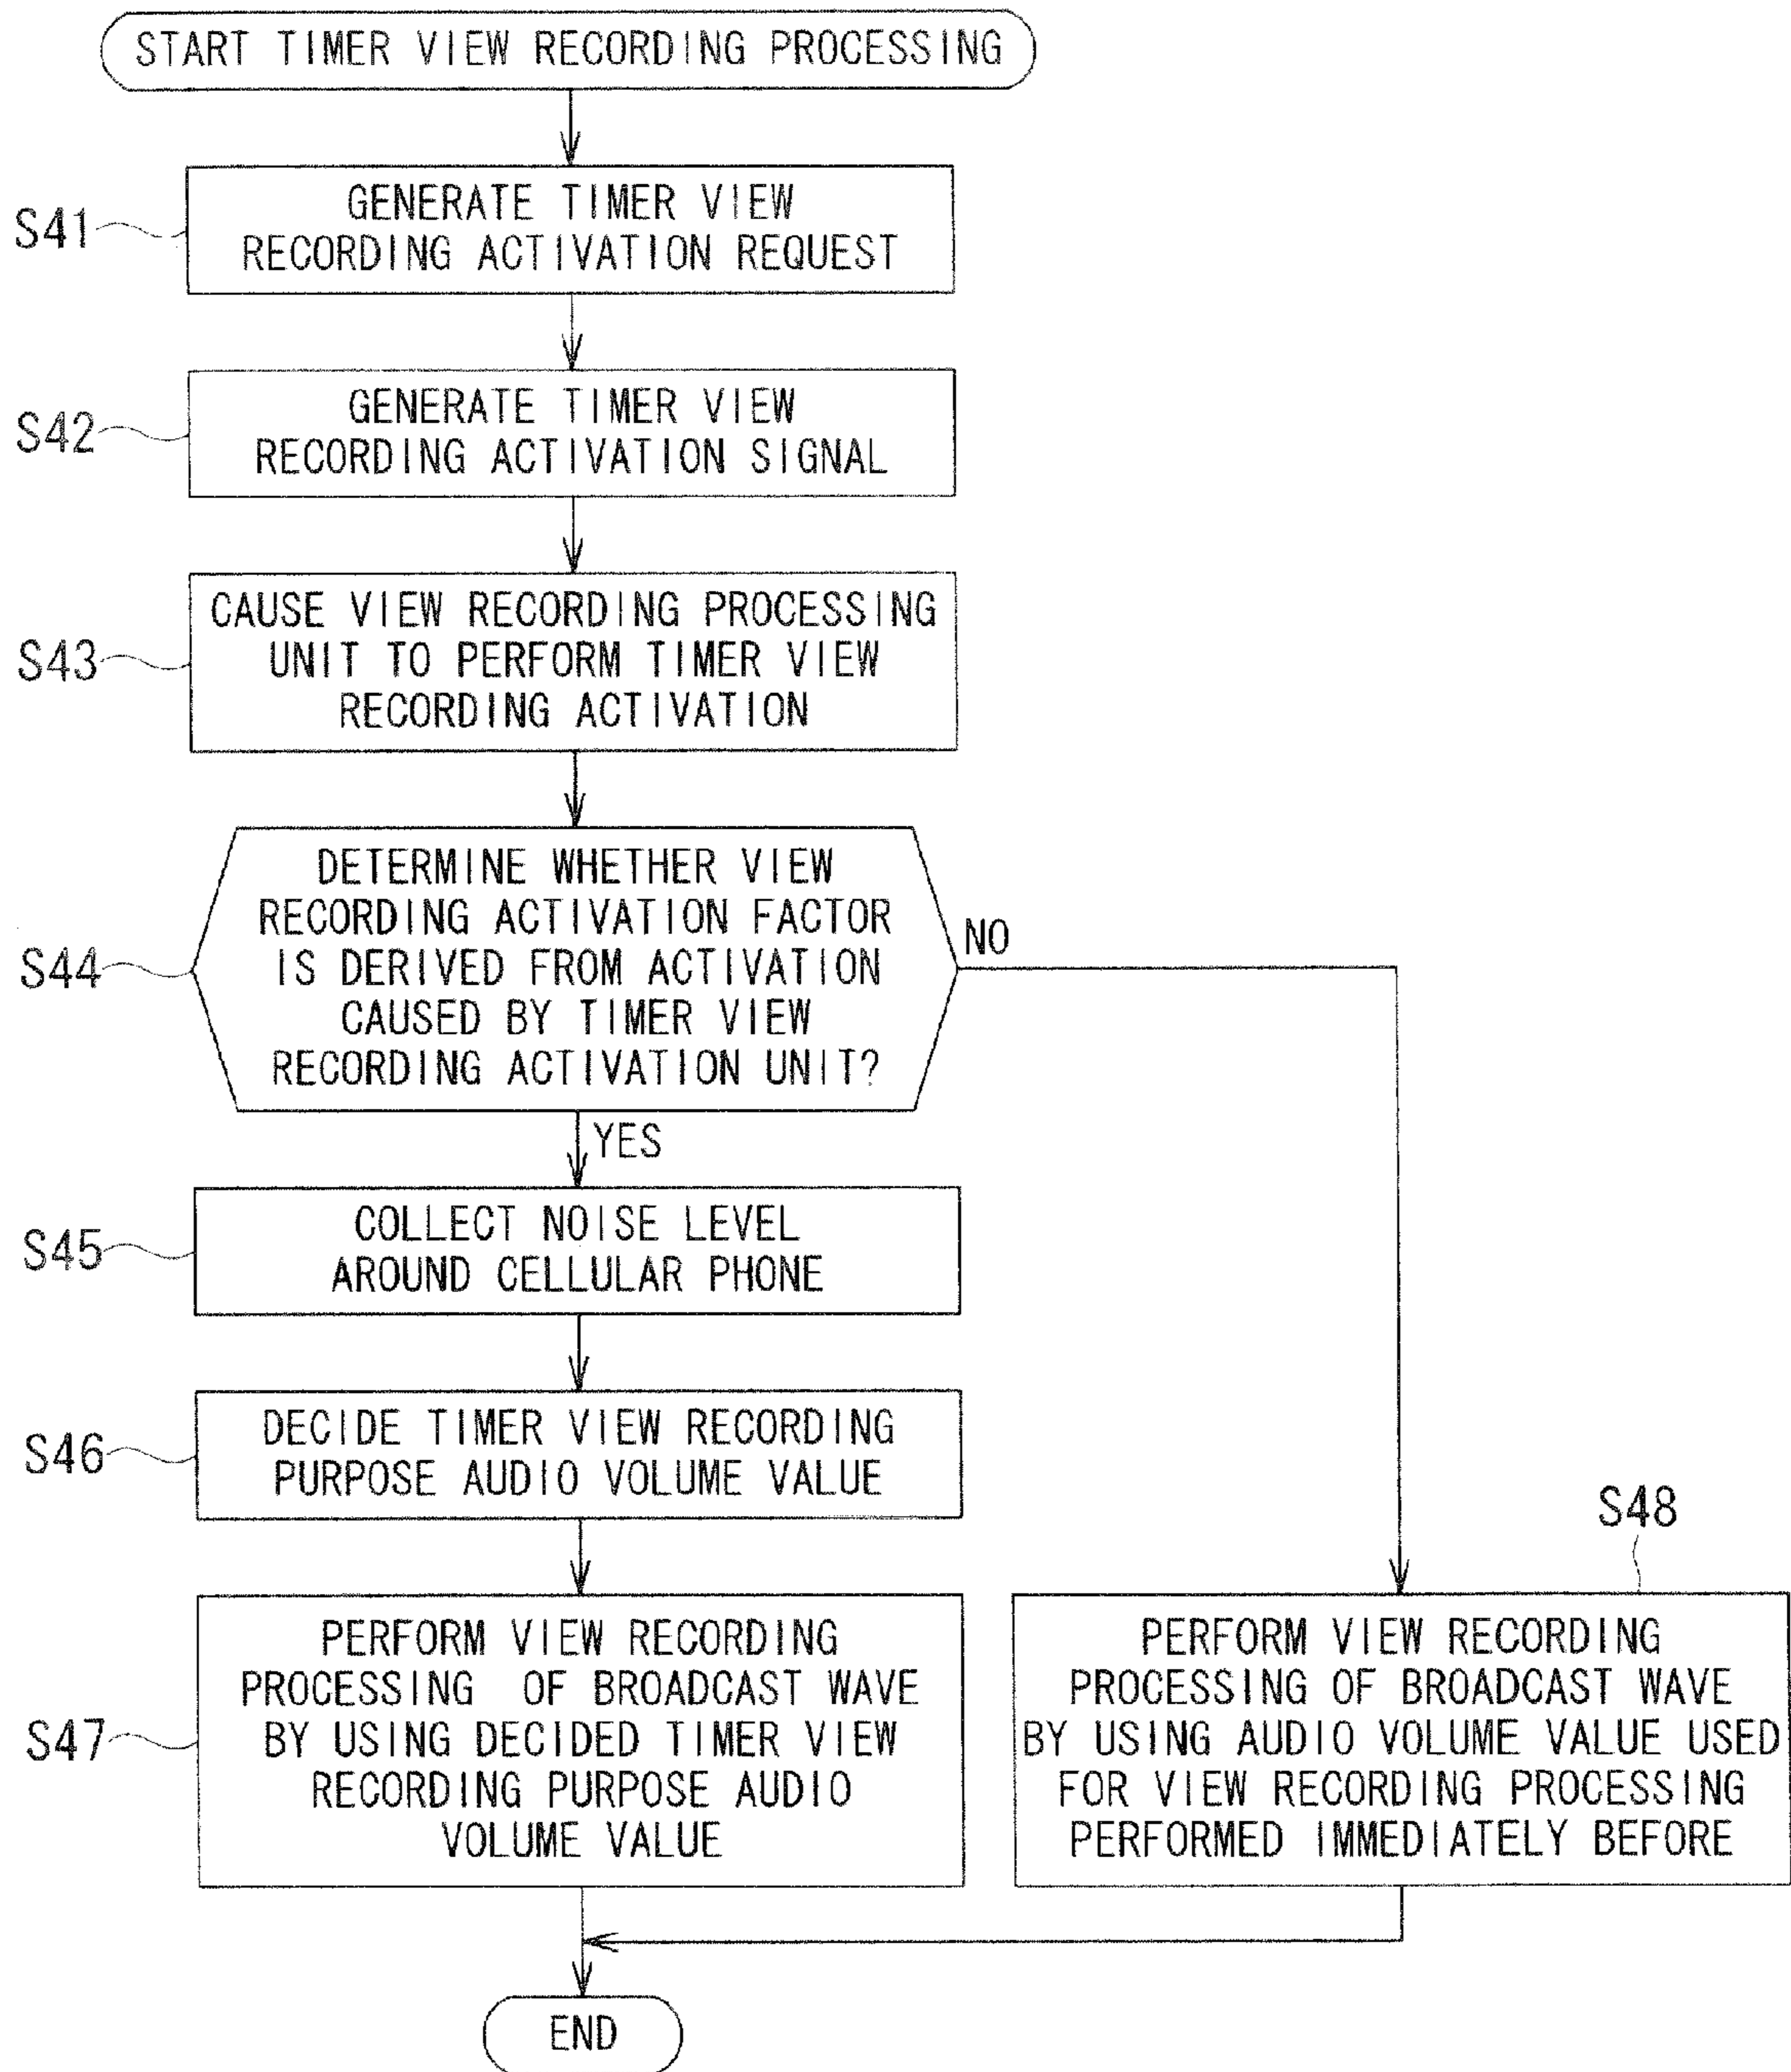 START TIMER VIEW RECORDING PROCESSING
S41
GENERATE TIMER VIEW
RECORDING ACTIVATION REQUEST
S42
GENERATE TIMER VIEW
RECORDING ACTIVATION SIGNAL
S43
CAUSE VIEW RECORDING PROCESSING
UNIT TO PERFORM TIMER VIEW
RECORDING ACTIVATION
S44
DETERMINE WHETHER VIEW
RECORDING ACTIVATION FACTOR
IS DERIVED FROM ACTIVATION
CAUSED BY TIMER VIEW
RECORDING ACTIVATION UNIT?
NO
YES
S45
COLLECT NOISE LEVEL
AROUND CELLULAR PHONE
S46
DECIDE TIMER VIEW RECORDING
PURPOSE AUDIO VOLUME VALUE
S47
PERFORM VIEW RECORDING
PROCESSING OF BROADCAST WAVE
BY USING DECIDED TIMER VIEW
RECORDING PURPOSE AUDIO
VOLUME VALUE
S48
PERFORM VIEW RECORDING
PROCESSING OF BROADCAST WAVE
BY USING AUDIO VOLUME VALUE USED
FOR VIEW RECORDING PROCESSING
PERFORMED IMMEDIATELY BEFORE
END